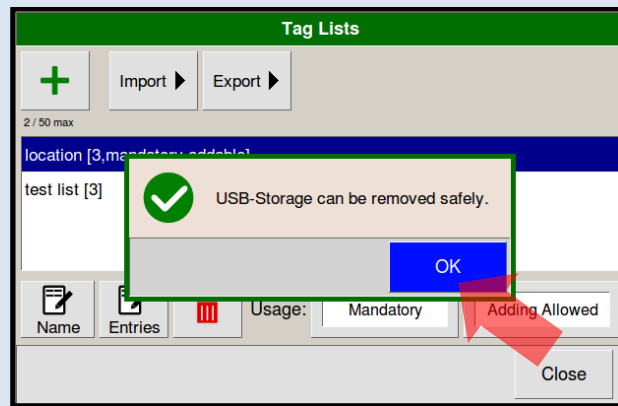 Tag Lists
Import
Export
2 / 50 max
location [3,mandatory,addable]
test list [3]
USB-Storage can be removed safely.
OK
Name
Entries
Usage:
Mandatory
Adding Allowed
Close